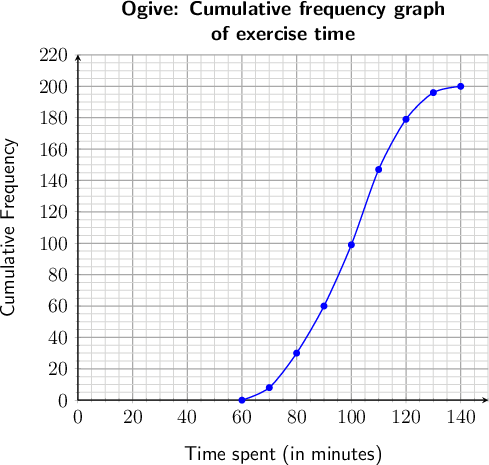 Ogive: Cumulative frequency graph
of exercise time
220
200
180
160
140
120
100
80
60
40
20
0
Cumulative Frequency
0 20 40 60 80 100 120 140
Time spent (in minutes)